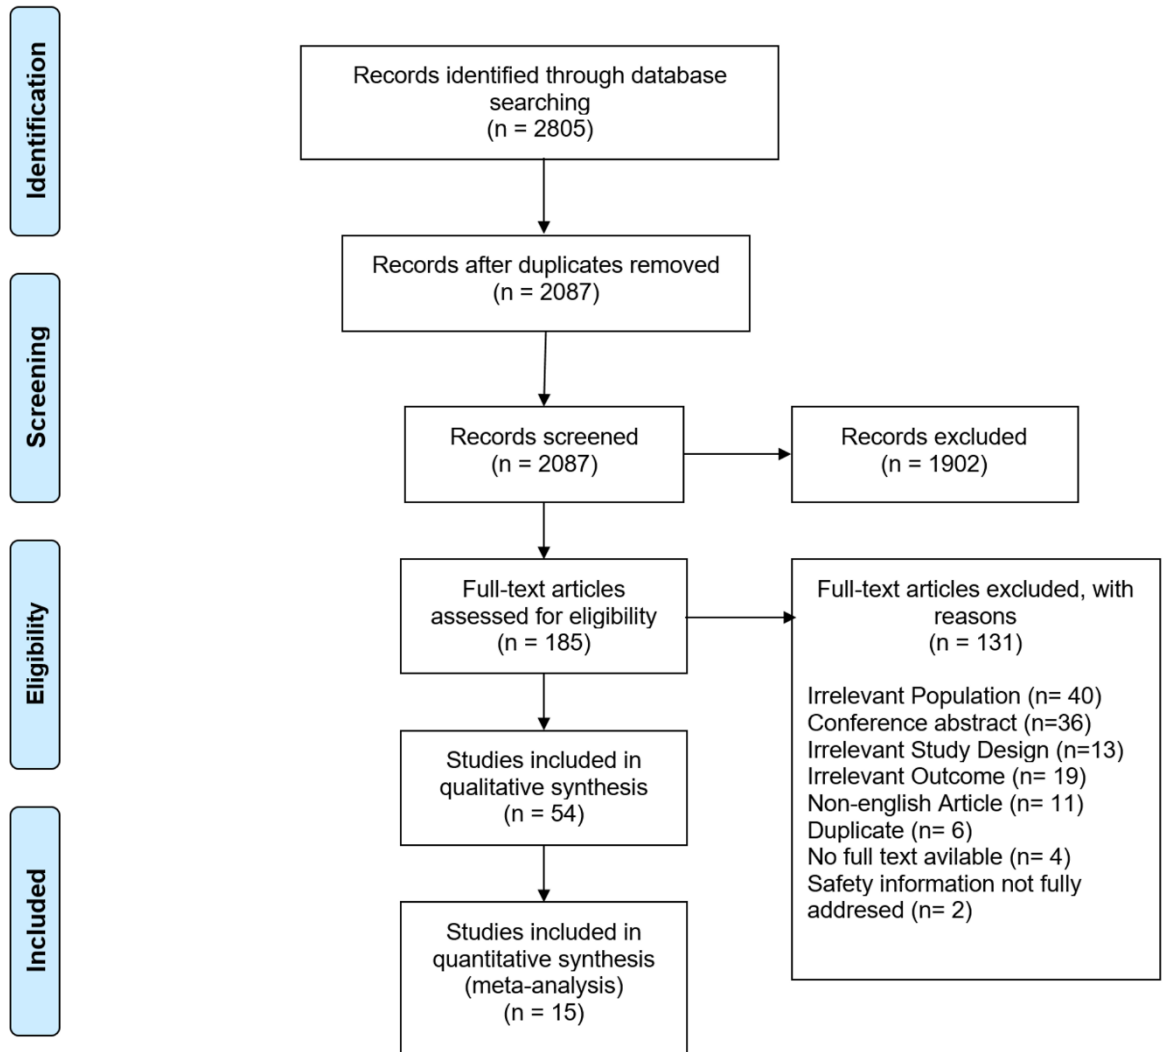 Identification
Records identified through database
searching
(n = 2805)
Records after duplicates removed
(n = 2087)
Screening
Records screened
(n = 2087)
Records excluded
(n = 1902)
Eligibility
Full-text articles
assessed for eligibility
(n = 185)
Full-text articles excluded, with
reasons
(n = 131)
Irrelevant Population (n= 40)
Conference abstract (n=36)
Irrelevant Study Design (n=13)
Irrelevant Outcome (n= 19)
Non-english Article (n= 11)
Duplicate (n= 6)
No full text avilable (n= 4)
Safety information not fully
addresed (n= 2)
Studies included in
qualitative synthesis
(n = 54)
Included
Studies included in
quantitative synthesis
(meta-analysis)
(n = 15)